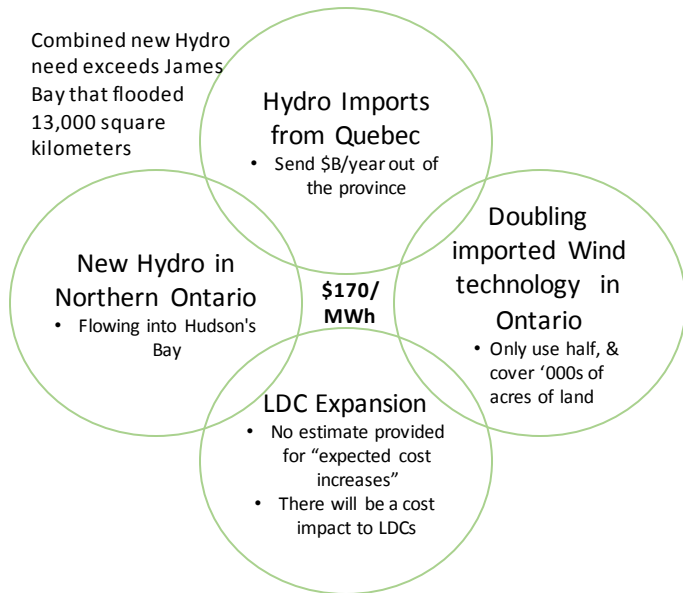 Combined new Hydro
need exceeds James
Bay that flooded
13,000 square
kilometers
Hydro Imports
from Quebec
• Send $B/year out of
the province
New Hydro in
Northern Ontario
• Flowing into Hudson's
Bay
$170/
MWh
Doubling
imported Wind
technology in
Ontario
• Only use half, &
cover ‘000s of
acres of land
LDC Expansion
• No estimate provided
for “expected cost
increases”
• There will be a cost
impact to LDCs